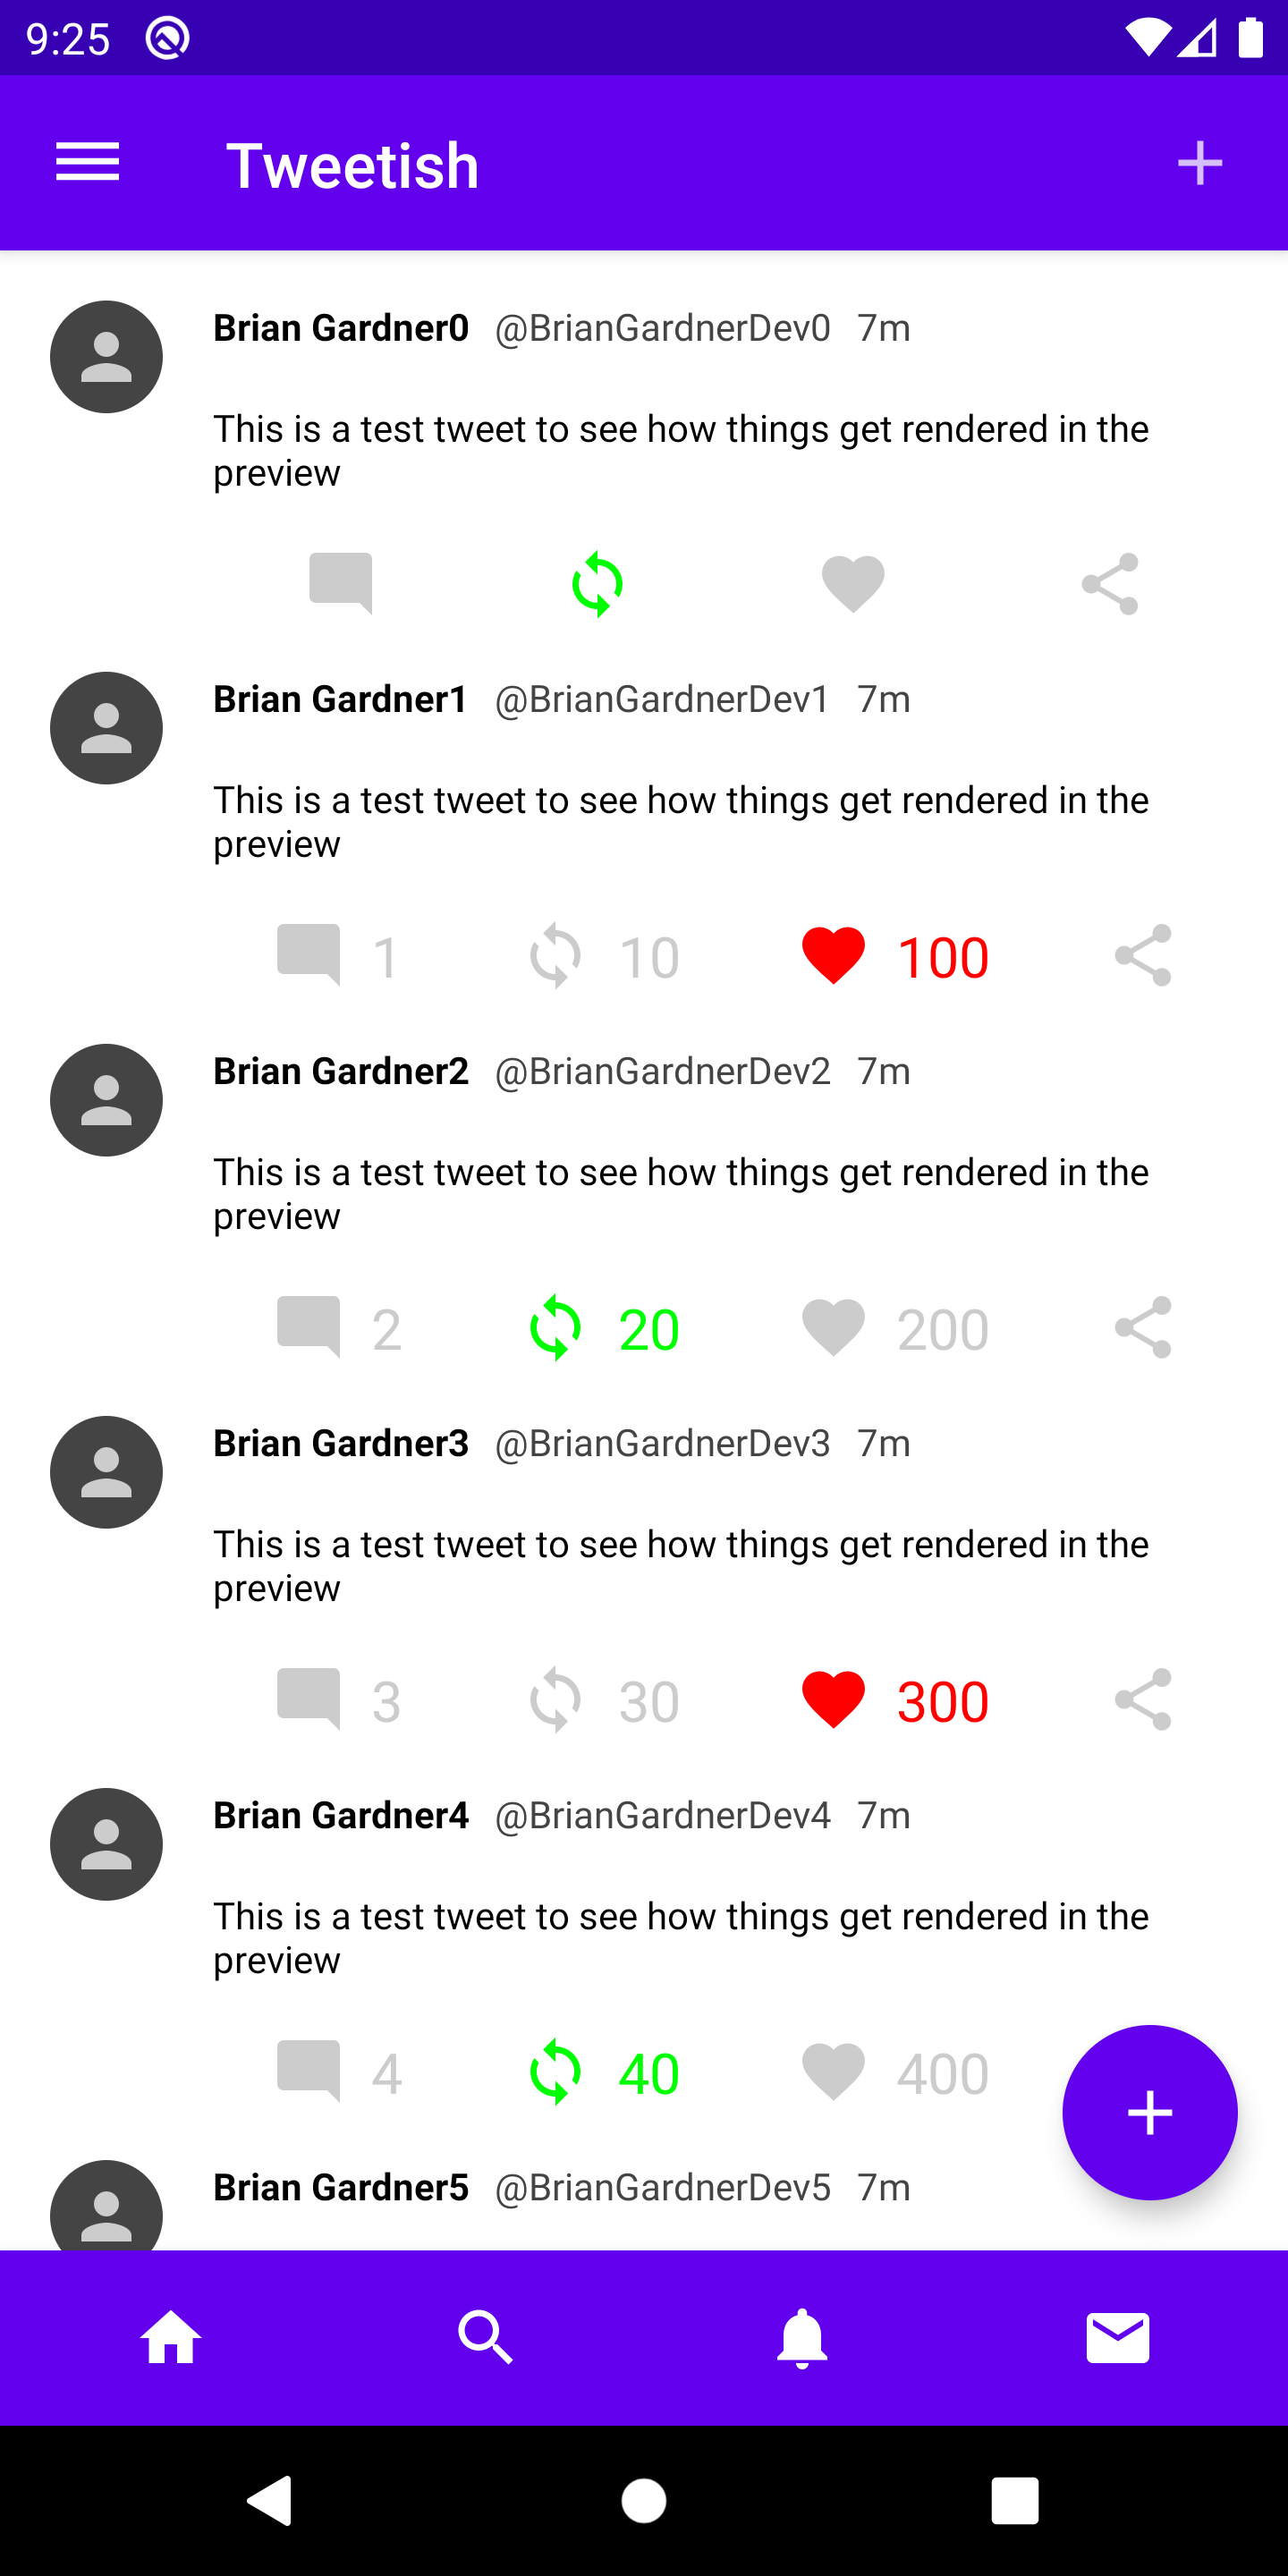 9:25
Tweetish
Brian Gardner0 @BrianGardnerDev0 7m
This is a test tweet to see how things get rendered in the
preview
Brian Gardner1 @BrianGardnerDev1 7m
This is a test tweet to see how things get rendered in the
preview
1 10 100
Brian Gardner2 @BrianGardnerDev2 7m
This is a test tweet to see how things get rendered in the
preview
2 20 200
Brian Gardner3 @BrianGardnerDev3 7m
This is a test tweet to see how things get rendered in the
preview
3 30 300
Brian Gardner4 @BrianGardnerDev4 7m
This is a test tweet to see how things get rendered in the
preview
4 40 400
Brian Gardner5 @BrianGardnerDev5 7m